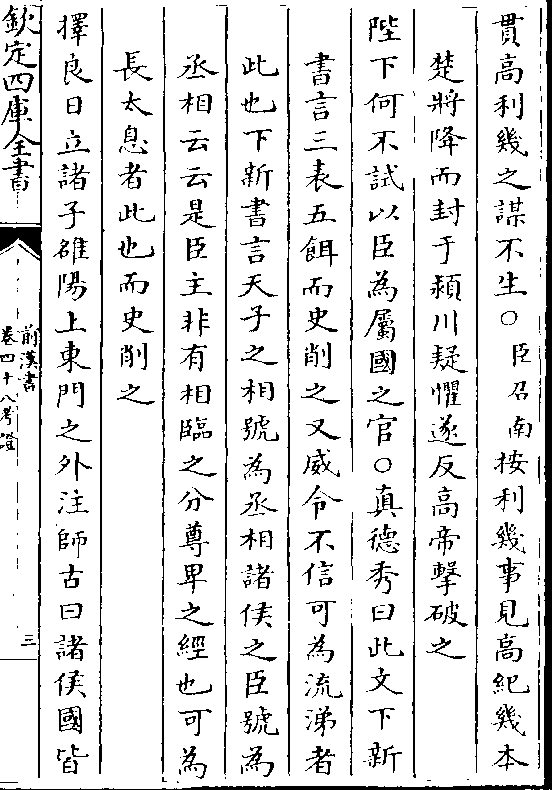 貫高利幾之謀不生○臣召南按利幾事見高紀幾本
楚將降而封于潁川疑懼遂反高帝擊破之
陛下何不試以臣為屬國之官○真德秀曰此文下新
書言三表五餌而史削之又威令不信可為流涕者
此也下新書言天子之相號為丞相諸侯之臣號為
丞相云云是臣主非有相臨之分尊卑之經也可為
長太息者此也而史削之
擇良日立諸子雒陽上東門之外注師古曰諸侯國皆
欽定四庫全書
前漢書
卷四十八考證
三